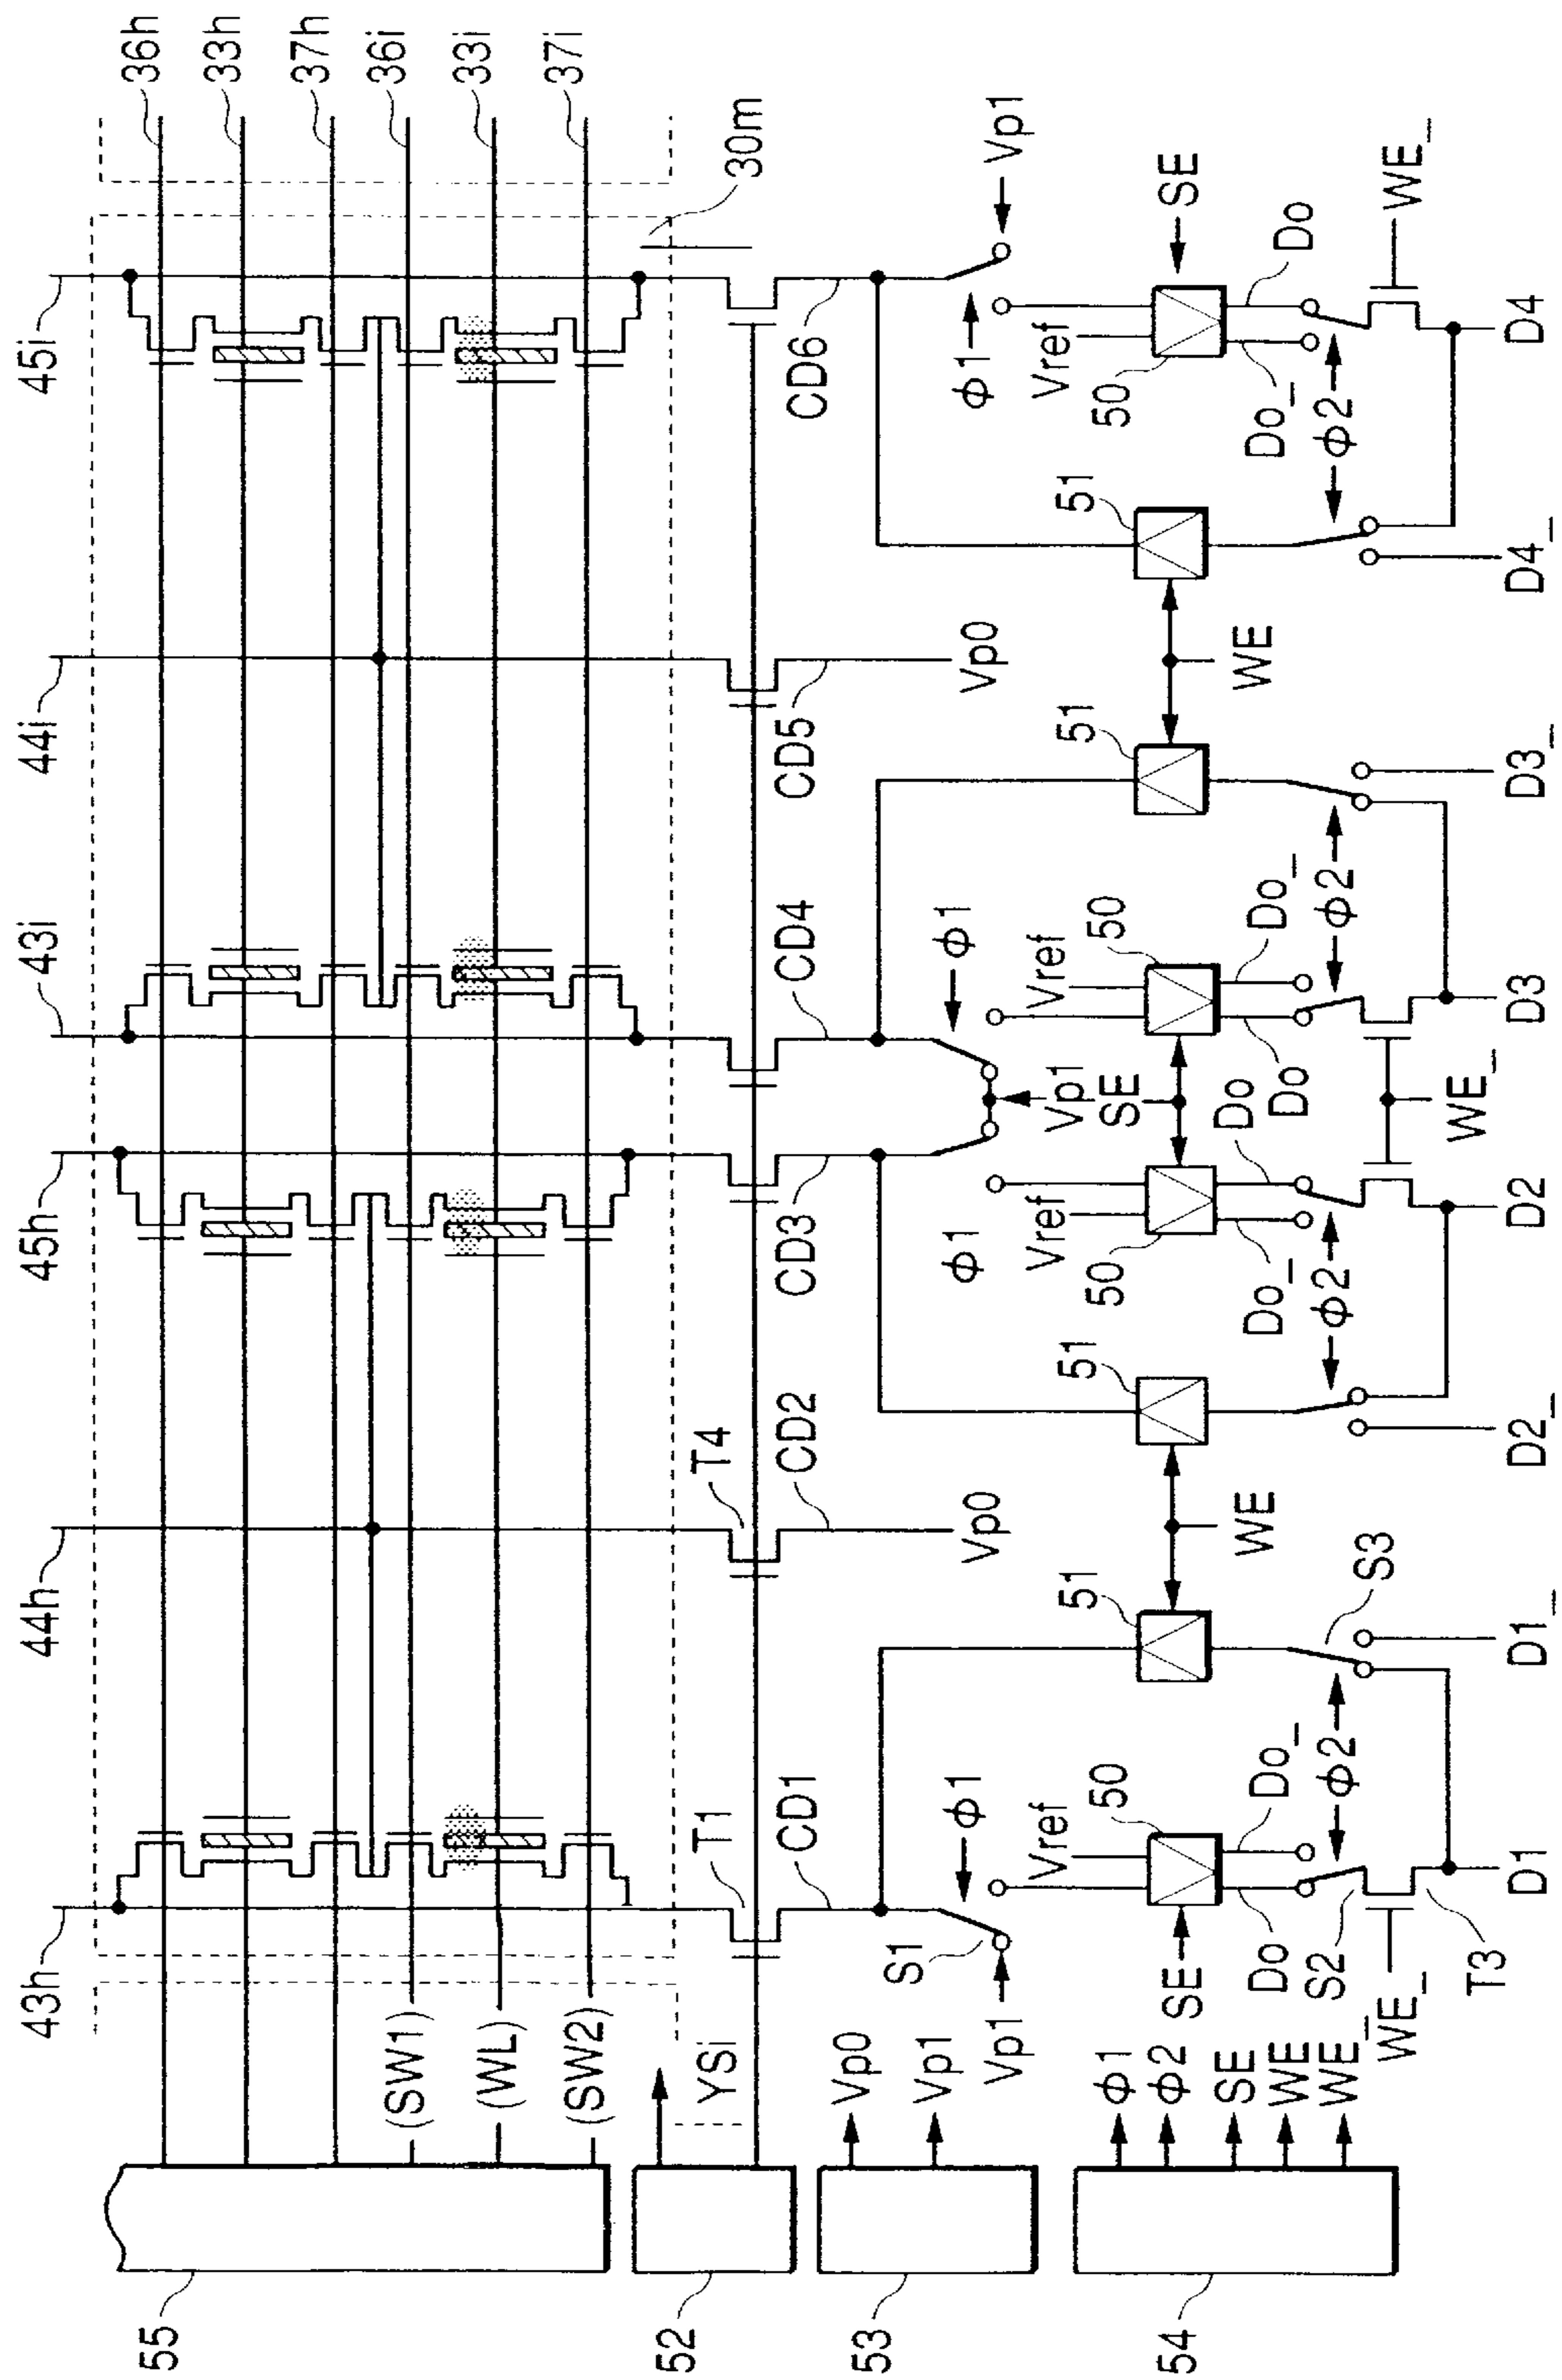 43h
44h
45h
43i
44i
45i
36h
33h
37h
36i
33i
37i
30m
55
(SW1)
(WL)
(SW2)
52
YSi
T1
T4
CD1
CD2
CD3
CD4
CD5
CD6
53
Vp0
Vp1
Vp1
S1
φ1
Vp0
φ1
Vp1
φ1
Vp0
φ1
Vp1
Vref
50
51
WE
51
Vref
50
SE
Vref
50
51
WE
51
Vref
50
SE
54
φ1
φ2
SE
WE
WE_
SE
Do
Do_
S2
φ2
S3
WE_
T3
Do_
Do
φ2
WE_
Do
Do_
φ2
Do_
Do
φ2
WE_
D1
D1_
D2_
D2
D3
D3_
D4_
D4